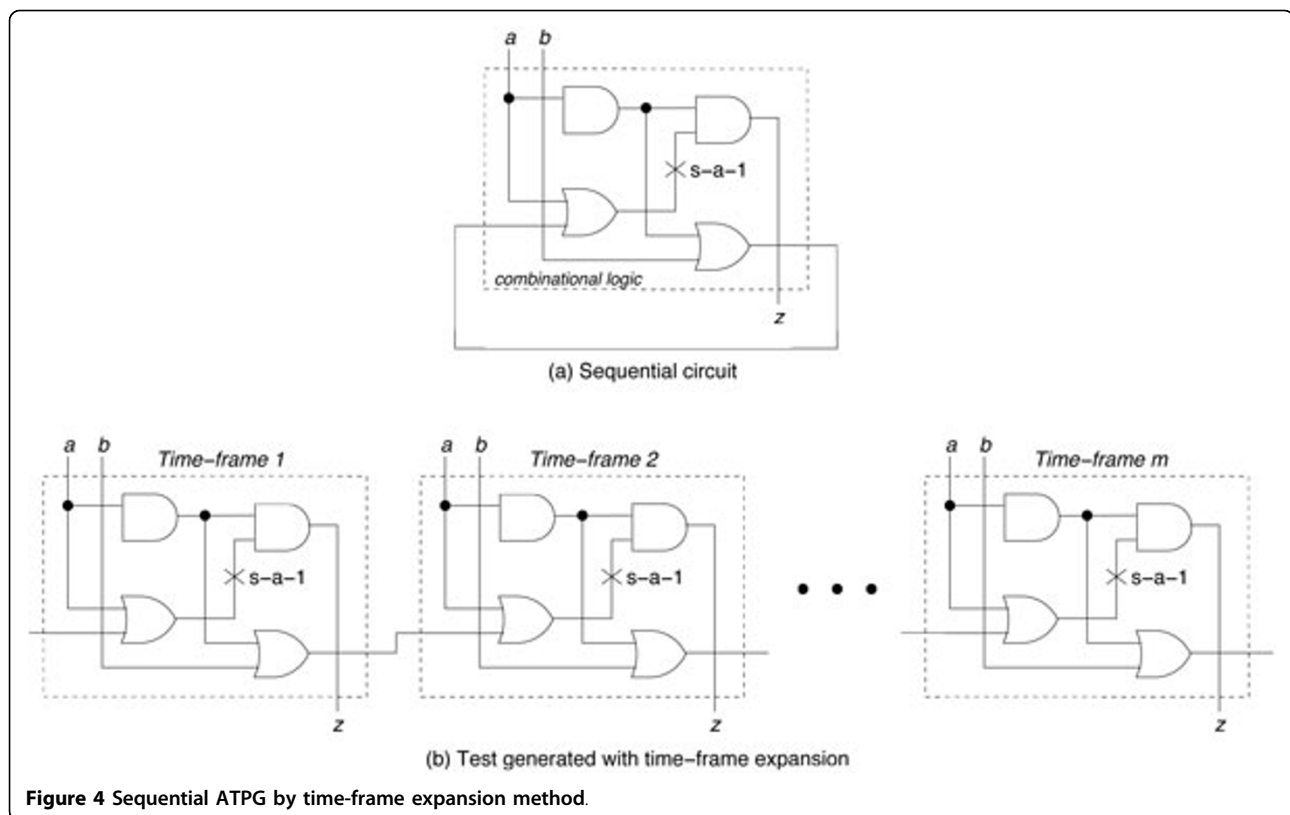 a b
s-a-1
combinational logic
z
(a) Sequential circuit
a b Time-frame 1
a b Time-frame 2
a b Time-frame m
s-a-1
s-a-1
s-a-1
z
z
z
(b) Test generated with time-frame expansion
Figure 4 Sequential ATPG by time-frame expansion method.